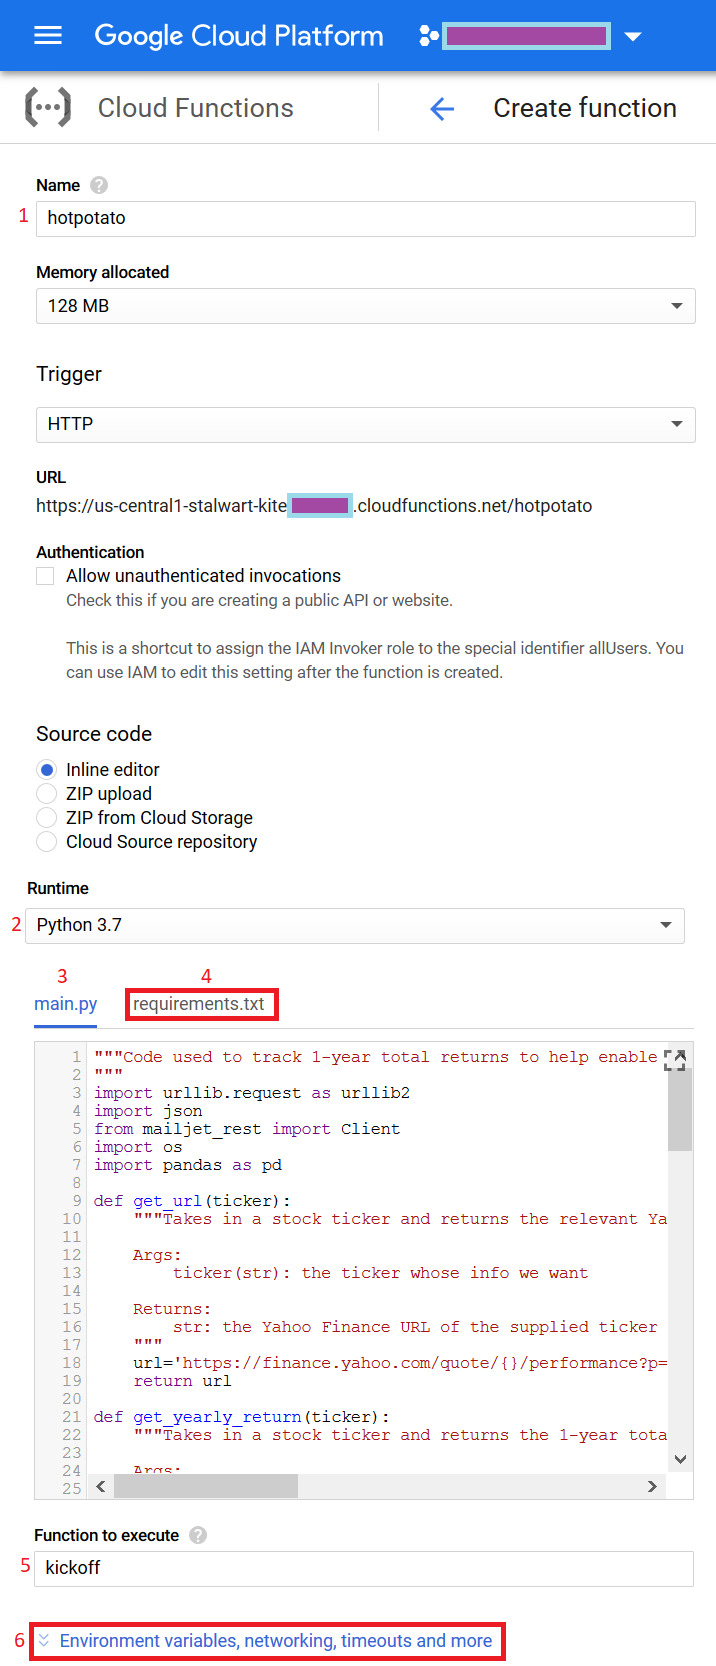 Google Cloud Platform
Cloud Functions
Create function
Name
1
hotpotato
Memory allocated
128 MB
Trigger
HTTP
URL
https://us-central1-stalwart-kite .cloudfunctions.net/hotpotato
Authentication
Allow unauthenticated invocations
Check this if you are creating a public API or website.
This is a shortcut to assign the IAM Invoker role to the special identifier allUsers. You
can use IAM to edit this setting after the function is created.
Source code
Inline editor
ZIP upload
ZIP from Cloud Storage
Cloud Source repository
Runtime
2 Python 3.7
3 4
main.py requirements.txt
1 """Code used to track 1-year total returns to help enable
2 """
3 import urllib.request as urllib2
4 import json
5 from mailjet_rest import Client
6 import os
7 import pandas as pd
8
9 def get_url(ticker):
10 """Takes in a stock ticker and returns the relevant Ya
11
12 Args:
13 ticker(str): the ticker whose info we want
14
15 Returns:
16 str: the Yahoo Finance URL of the supplied ticker
17 """
18 url='https://finance.yahoo.com/quote/{}/performance?p=
19 return url
20
21 def get_yearly_return(ticker):
22 """Takes in a stock ticker and returns the 1-year tota
23
24 Args:
25
Function to execute
5 kickoff
6 Environment variables, networking, timeouts and more